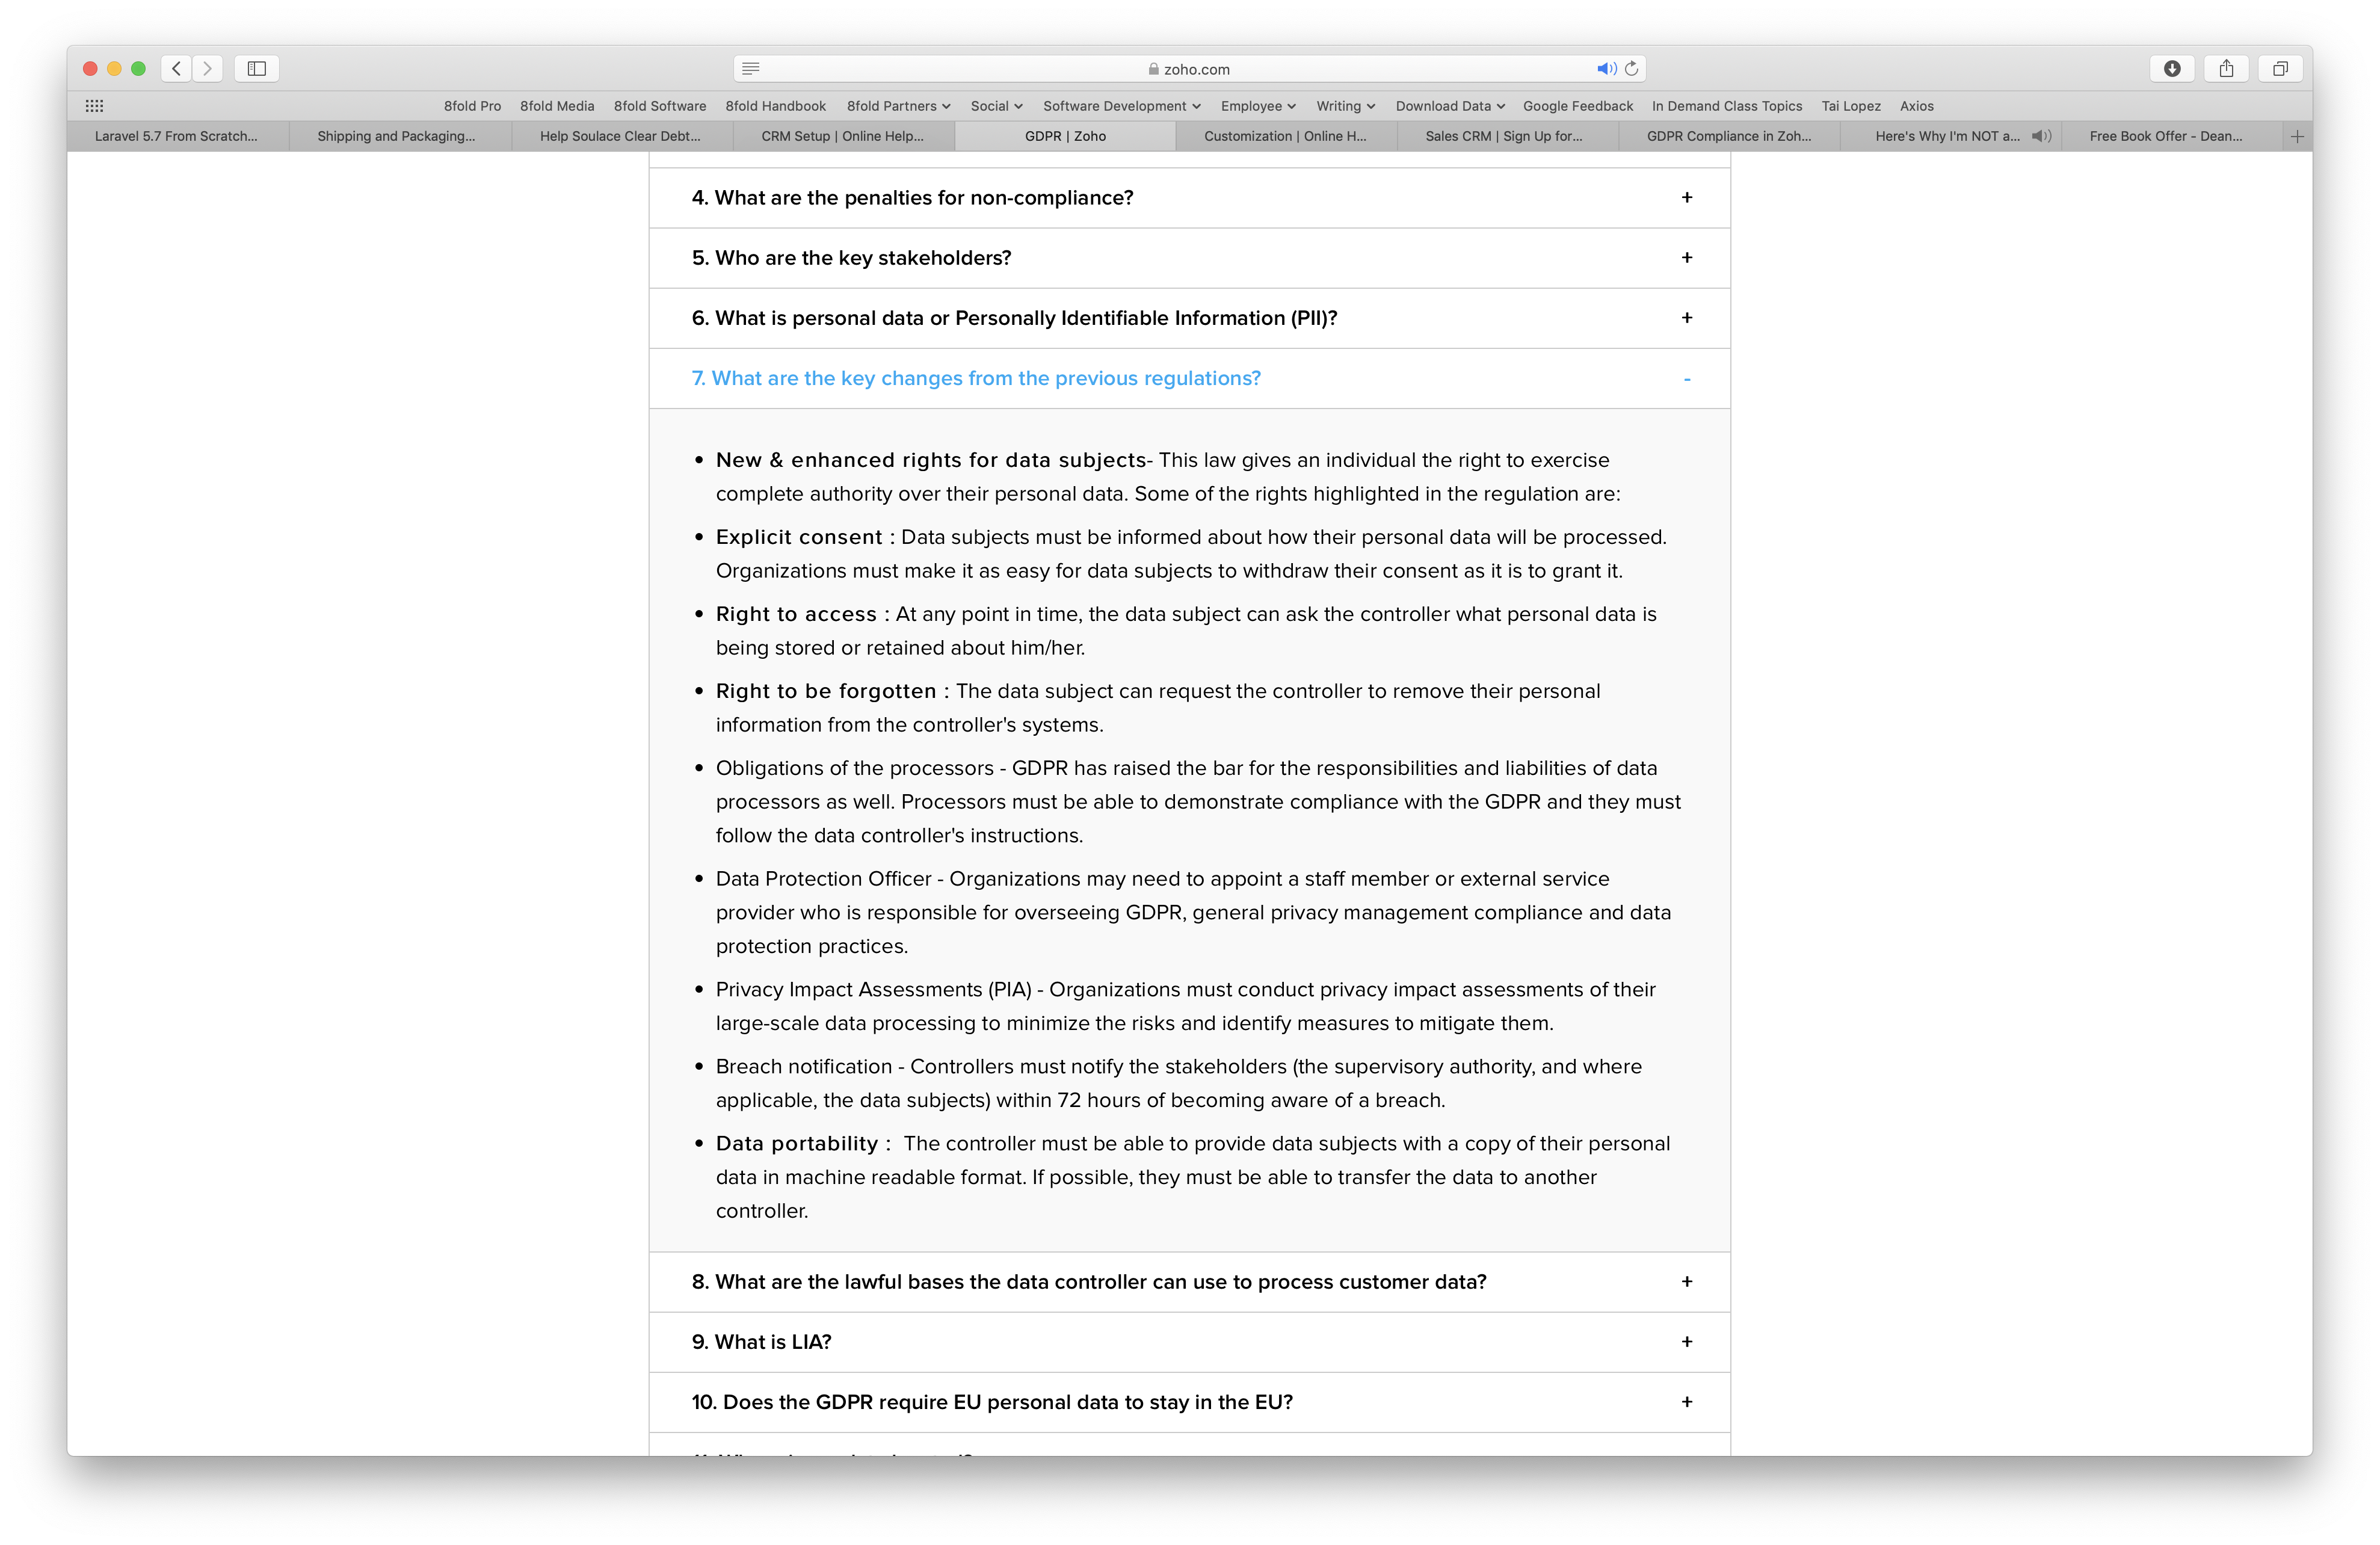 zoho.com
8fold Pro 8fold Media 8fold Software 8fold Handbook 8fold Partners Social Software Development Employee Writing Download Data Google Feedback In Demand Class Topics Tai Lopez Axios
Laravel 5.7 From Scratch... Shipping and Packaging... Help Soulace Clear Debt... CRM Setup | Online Help... GDPR | Zoho Customization | Online H... Sales CRM | Sign Up for... GDPR Compliance in Zoh... Here's Why I'm NOT a... Free Book Offer - Dean... +
4. What are the penalties for non-compliance? +
5. Who are the key stakeholders? +
6. What is personal data or Personally Identifiable Information (PII)? +
7. What are the key changes from the previous regulations? -
• New & enhanced rights for data subjects- This law gives an individual the right to exercise
complete authority over their personal data. Some of the rights highlighted in the regulation are:
• Explicit consent : Data subjects must be informed about how their personal data will be processed.
Organizations must make it as easy for data subjects to withdraw their consent as it is to grant it.
• Right to access : At any point in time, the data subject can ask the controller what personal data is
being stored or retained about him/her.
• Right to be forgotten : The data subject can request the controller to remove their personal
information from the controller's systems.
• Obligations of the processors - GDPR has raised the bar for the responsibilities and liabilities of data
processors as well. Processors must be able to demonstrate compliance with the GDPR and they must
follow the data controller's instructions.
• Data Protection Officer - Organizations may need to appoint a staff member or external service
provider who is responsible for overseeing GDPR, general privacy management compliance and data
protection practices.
• Privacy Impact Assessments (PIA) - Organizations must conduct privacy impact assessments of their
large-scale data processing to minimize the risks and identify measures to mitigate them.
• Breach notification - Controllers must notify the stakeholders (the supervisory authority, and where
applicable, the data subjects) within 72 hours of becoming aware of a breach.
• Data portability : The controller must be able to provide data subjects with a copy of their personal
data in machine readable format. If possible, they must be able to transfer the data to another
controller.
8. What are the lawful bases the data controller can use to process customer data? +
9. What is LIA? +
10. Does the GDPR require EU personal data to stay in the EU? +